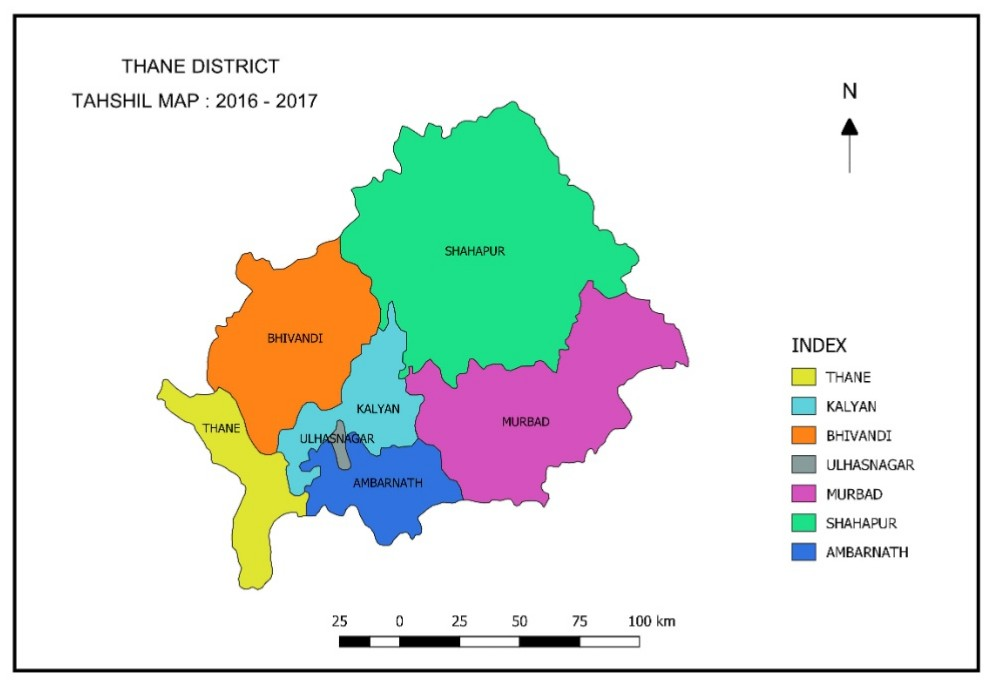 THANE DISTRICT
TAHSHIL MAP : 2016 - 2017
N
SHAHAPUR
BHIVANDI
KALYAN
THANE
MURBAD
ULHASNAGAR
AMBARNATH
INDEX
THANE
KALYAN
BHIVANDI
ULHASNAGAR
MURBAD
SHAHAPUR
AMBARNATH
25 0 25 50 75 100 km